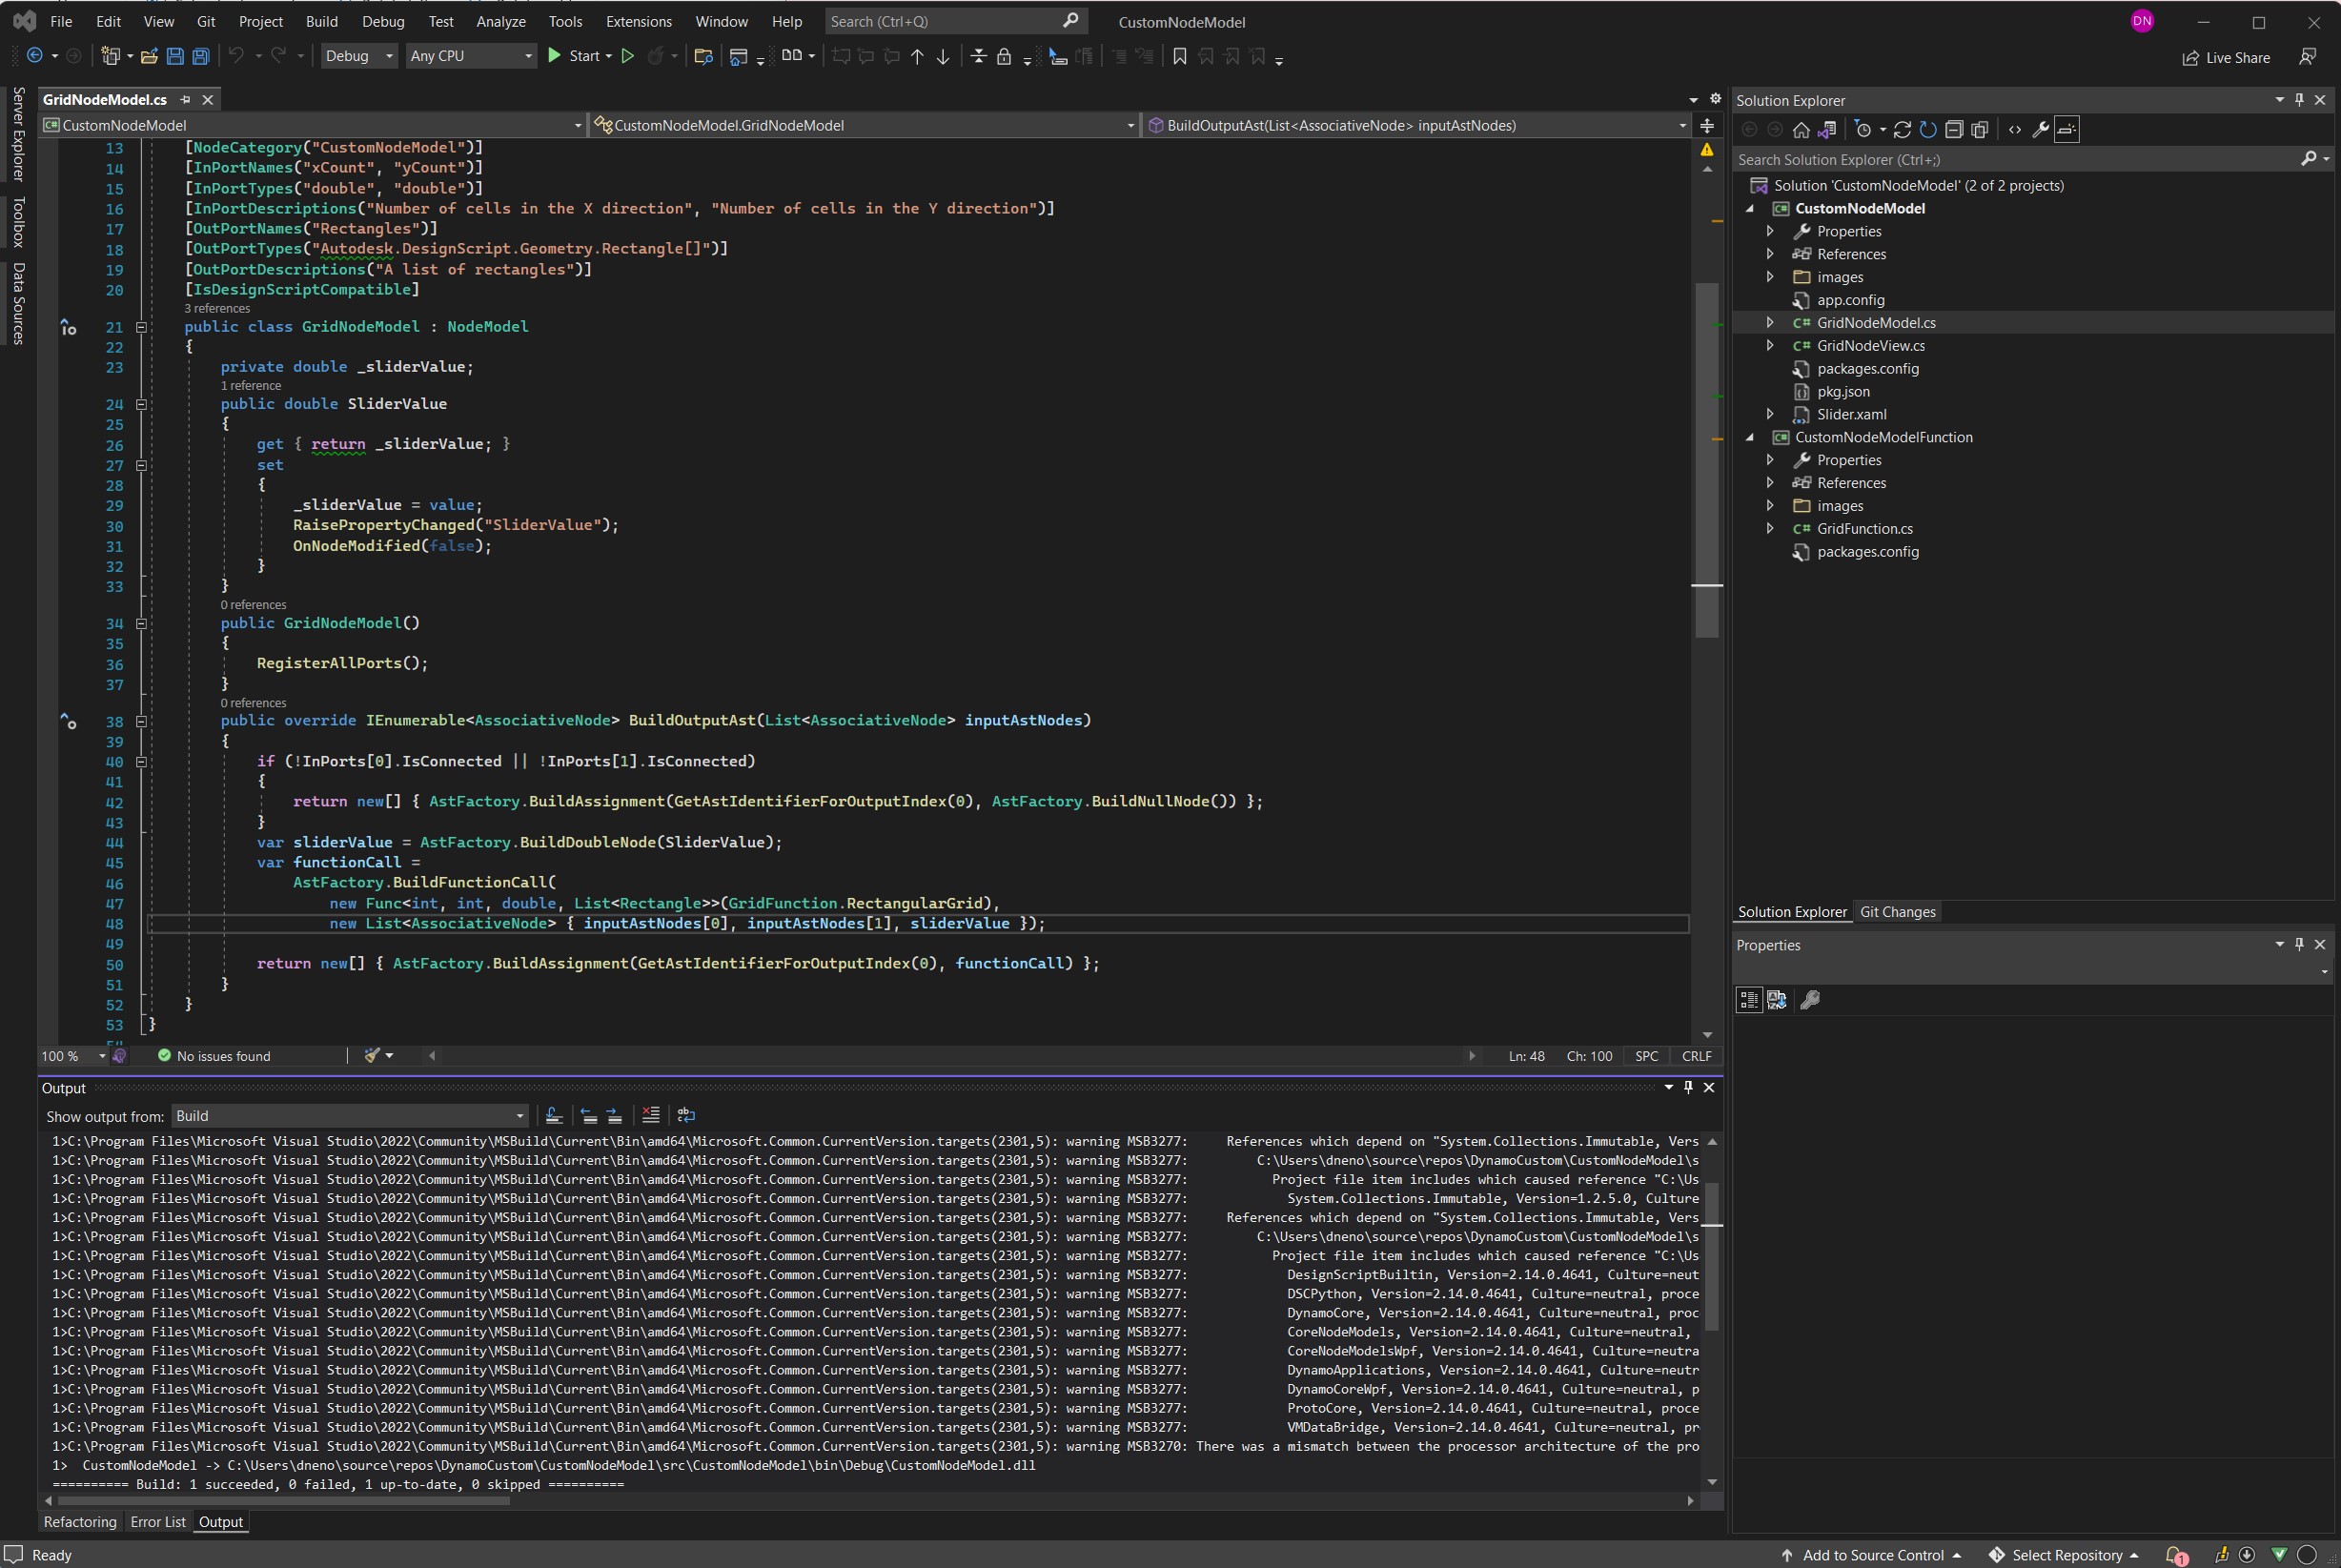 File Edit View Git Project Build Debug Test Analyze Tools Extensions Window Help Search (Ctrl+Q) CustomNodeModel DN
Debug Any CPU Start Live Share
Server Explorer
Toolbox
Data Sources
GridNodeModel.cs
CustomNodeModel CustomNodeModel.GridNodeModel BuildOutputAst(List<AssociativeNode> inputAstNodes)
13 [NodeCategory("CustomNodeModel")]
14 [InPortNames("xCount", "yCount")]
15 [InPortTypes("double", "double")]
16 [InPortDescriptions("Number of cells in the X direction", "Number of cells in the Y direction")]
17 [OutPortNames("Rectangles")]
18 [OutPortTypes("Autodesk.DesignScript.Geometry.Rectangle[]")]
19 [OutPortDescriptions("A list of rectangles")]
20 [IsDesignScriptCompatible]
3 references
21 public class GridNodeModel : NodeModel
22 {
23 private double _sliderValue;
1 reference
24 public double SliderValue
25 {
26 get { return _sliderValue; }
27 set
28 {
29 _sliderValue = value;
30 RaisePropertyChanged("SliderValue");
31 OnNodeModified(false);
32 }
33 }
0 references
34 public GridNodeModel()
35 {
36 RegisterAllPorts();
37 }
0 references
38 public override IEnumerable<AssociativeNode> BuildOutputAst(List<AssociativeNode> inputAstNodes)
39 {
40 if (!InPorts[0].IsConnected || !InPorts[1].IsConnected)
41 {
42 return new[] { AstFactory.BuildAssignment(GetAstIdentifierForOutputIndex(0), AstFactory.BuildNullNode()) };
43 }
44 var sliderValue = AstFactory.BuildDoubleNode(SliderValue);
45 var functionCall =
46 AstFactory.BuildFunctionCall(
47 new Func<int, int, double, List<Rectangle>>(GridFunction.RectangularGrid),
48 new List<AssociativeNode> { inputAstNodes[0], inputAstNodes[1], sliderValue });
49
50 return new[] { AstFactory.BuildAssignment(GetAstIdentifierForOutputIndex(0), functionCall) };
51 }
52 }
53 }
100 % No issues found Ln: 48 Ch: 100 SPC CRLF
Output
Show output from: Build
1>C:\Program Files\Microsoft Visual Studio\2022\Community\MSBuild\Current\Bin\amd64\Microsoft.Common.CurrentVersion.targets(2301,5): warning MSB3277: References which depend on "System.Collections.Immutable, Vers
1>C:\Program Files\Microsoft Visual Studio\2022\Community\MSBuild\Current\Bin\amd64\Microsoft.Common.CurrentVersion.targets(2301,5): warning MSB3277: C:\Users\dneno\source\repos\DynamoCustom\CustomNodeModel\s
1>C:\Program Files\Microsoft Visual Studio\2022\Community\MSBuild\Current\Bin\amd64\Microsoft.Common.CurrentVersion.targets(2301,5): warning MSB3277: Project file item includes which caused reference "C:\Us
1>C:\Program Files\Microsoft Visual Studio\2022\Community\MSBuild\Current\Bin\amd64\Microsoft.Common.CurrentVersion.targets(2301,5): warning MSB3277: System.Collections.Immutable, Version=1.2.5.0, Culture
1>C:\Program Files\Microsoft Visual Studio\2022\Community\MSBuild\Current\Bin\amd64\Microsoft.Common.CurrentVersion.targets(2301,5): warning MSB3277: References which depend on "System.Collections.Immutable, Vers
1>C:\Program Files\Microsoft Visual Studio\2022\Community\MSBuild\Current\Bin\amd64\Microsoft.Common.CurrentVersion.targets(2301,5): warning MSB3277: C:\Users\dneno\source\repos\DynamoCustom\CustomNodeModel\s
1>C:\Program Files\Microsoft Visual Studio\2022\Community\MSBuild\Current\Bin\amd64\Microsoft.Common.CurrentVersion.targets(2301,5): warning MSB3277: Project file item includes which caused reference "C:\Us
1>C:\Program Files\Microsoft Visual Studio\2022\Community\MSBuild\Current\Bin\amd64\Microsoft.Common.CurrentVersion.targets(2301,5): warning MSB3277: DesignScriptBuiltin, Version=2.14.0.4641, Culture=neut
1>C:\Program Files\Microsoft Visual Studio\2022\Community\MSBuild\Current\Bin\amd64\Microsoft.Common.CurrentVersion.targets(2301,5): warning MSB3277: DSCPython, Version=2.14.0.4641, Culture=neutral, proce
1>C:\Program Files\Microsoft Visual Studio\2022\Community\MSBuild\Current\Bin\amd64\Microsoft.Common.CurrentVersion.targets(2301,5): warning MSB3277: DynamoCore, Version=2.14.0.4641, Culture=neutral, proc
1>C:\Program Files\Microsoft Visual Studio\2022\Community\MSBuild\Current\Bin\amd64\Microsoft.Common.CurrentVersion.targets(2301,5): warning MSB3277: CoreNodeModels, Version=2.14.0.4641, Culture=neutral,
1>C:\Program Files\Microsoft Visual Studio\2022\Community\MSBuild\Current\Bin\amd64\Microsoft.Common.CurrentVersion.targets(2301,5): warning MSB3277: CoreNodeModelsWpf, Version=2.14.0.4641, Culture=neutra
1>C:\Program Files\Microsoft Visual Studio\2022\Community\MSBuild\Current\Bin\amd64\Microsoft.Common.CurrentVersion.targets(2301,5): warning MSB3277: DynamoApplications, Version=2.14.0.4641, Culture=neutr
1>C:\Program Files\Microsoft Visual Studio\2022\Community\MSBuild\Current\Bin\amd64\Microsoft.Common.CurrentVersion.targets(2301,5): warning MSB3277: DynamoCoreWpf, Version=2.14.0.4641, Culture=neutral, p
1>C:\Program Files\Microsoft Visual Studio\2022\Community\MSBuild\Current\Bin\amd64\Microsoft.Common.CurrentVersion.targets(2301,5): warning MSB3277: ProtoCore, Version=2.14.0.4641, Culture=neutral, proce
1>C:\Program Files\Microsoft Visual Studio\2022\Community\MSBuild\Current\Bin\amd64\Microsoft.Common.CurrentVersion.targets(2301,5): warning MSB3277: VMDataBridge, Version=2.14.0.4641, Culture=neutral, pr
1>C:\Program Files\Microsoft Visual Studio\2022\Community\MSBuild\Current\Bin\amd64\Microsoft.Common.CurrentVersion.targets(2301,5): warning MSB3270: There was a mismatch between the processor architecture of the pro
1> CustomNodeModel -> C:\Users\dneno\source\repos\DynamoCustom\CustomNodeModel\src\CustomNodeModel\bin\Debug\CustomNodeModel.dll
========== Build: 1 succeeded, 0 failed, 1 up-to-date, 0 skipped ==========
Refactoring Error List Output
Solution Explorer
Search Solution Explorer (Ctrl+;)
Solution 'CustomNodeModel' (2 of 2 projects)
CustomNodeModel
Properties
References
images
app.config
C# GridNodeModel.cs
C# GridNodeView.cs
packages.config
pkg.json
Slider.xaml
CustomNodeModelFunction
Properties
References
images
C# GridFunction.cs
packages.config
Solution Explorer Git Changes
Properties
Ready Add to Source Control Select Repository 1